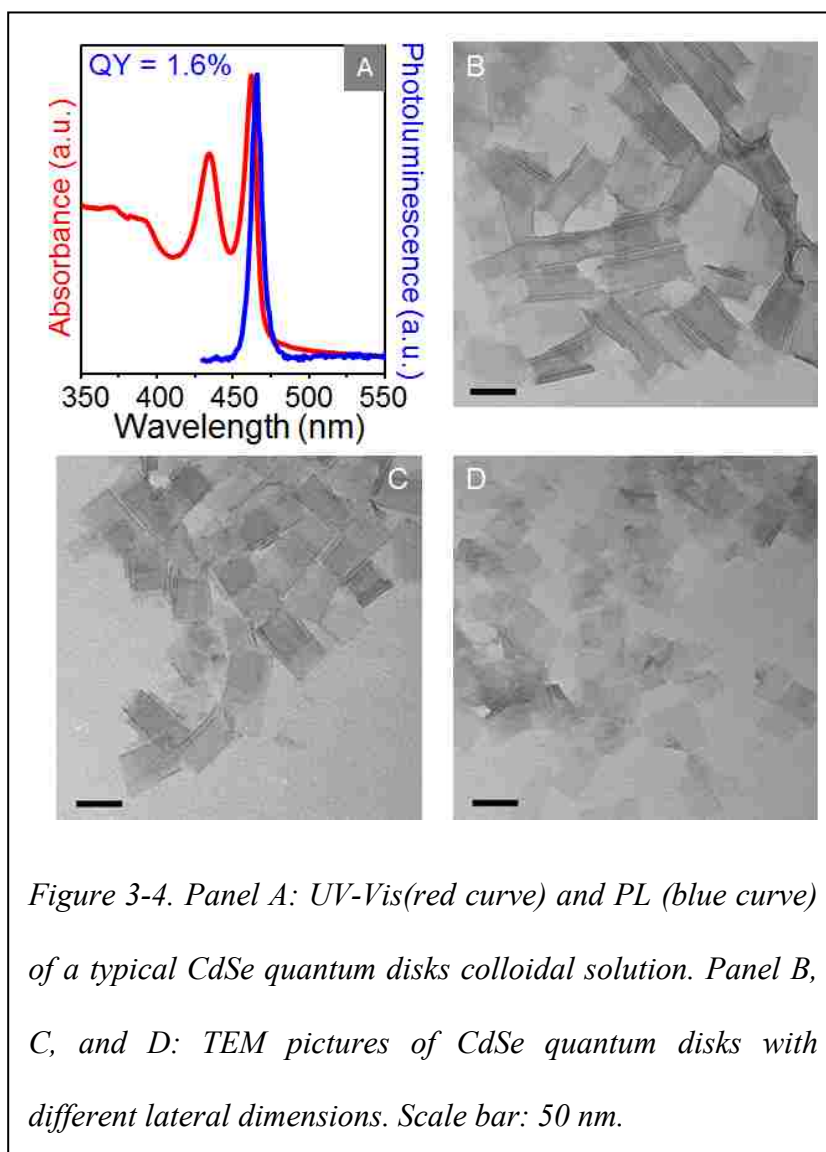 QY = 1.6%
A
Absorbance (a.u.)
Photoluminescence (a.u.)
350 400 450 500 550
Wavelength (nm)
B
C
D
Figure 3-4. Panel A: UV-Vis(red curve) and PL (blue curve)
of a typical CdSe quantum disks colloidal solution. Panel B,
C, and D: TEM pictures of CdSe quantum disks with
different lateral dimensions. Scale bar: 50 nm.